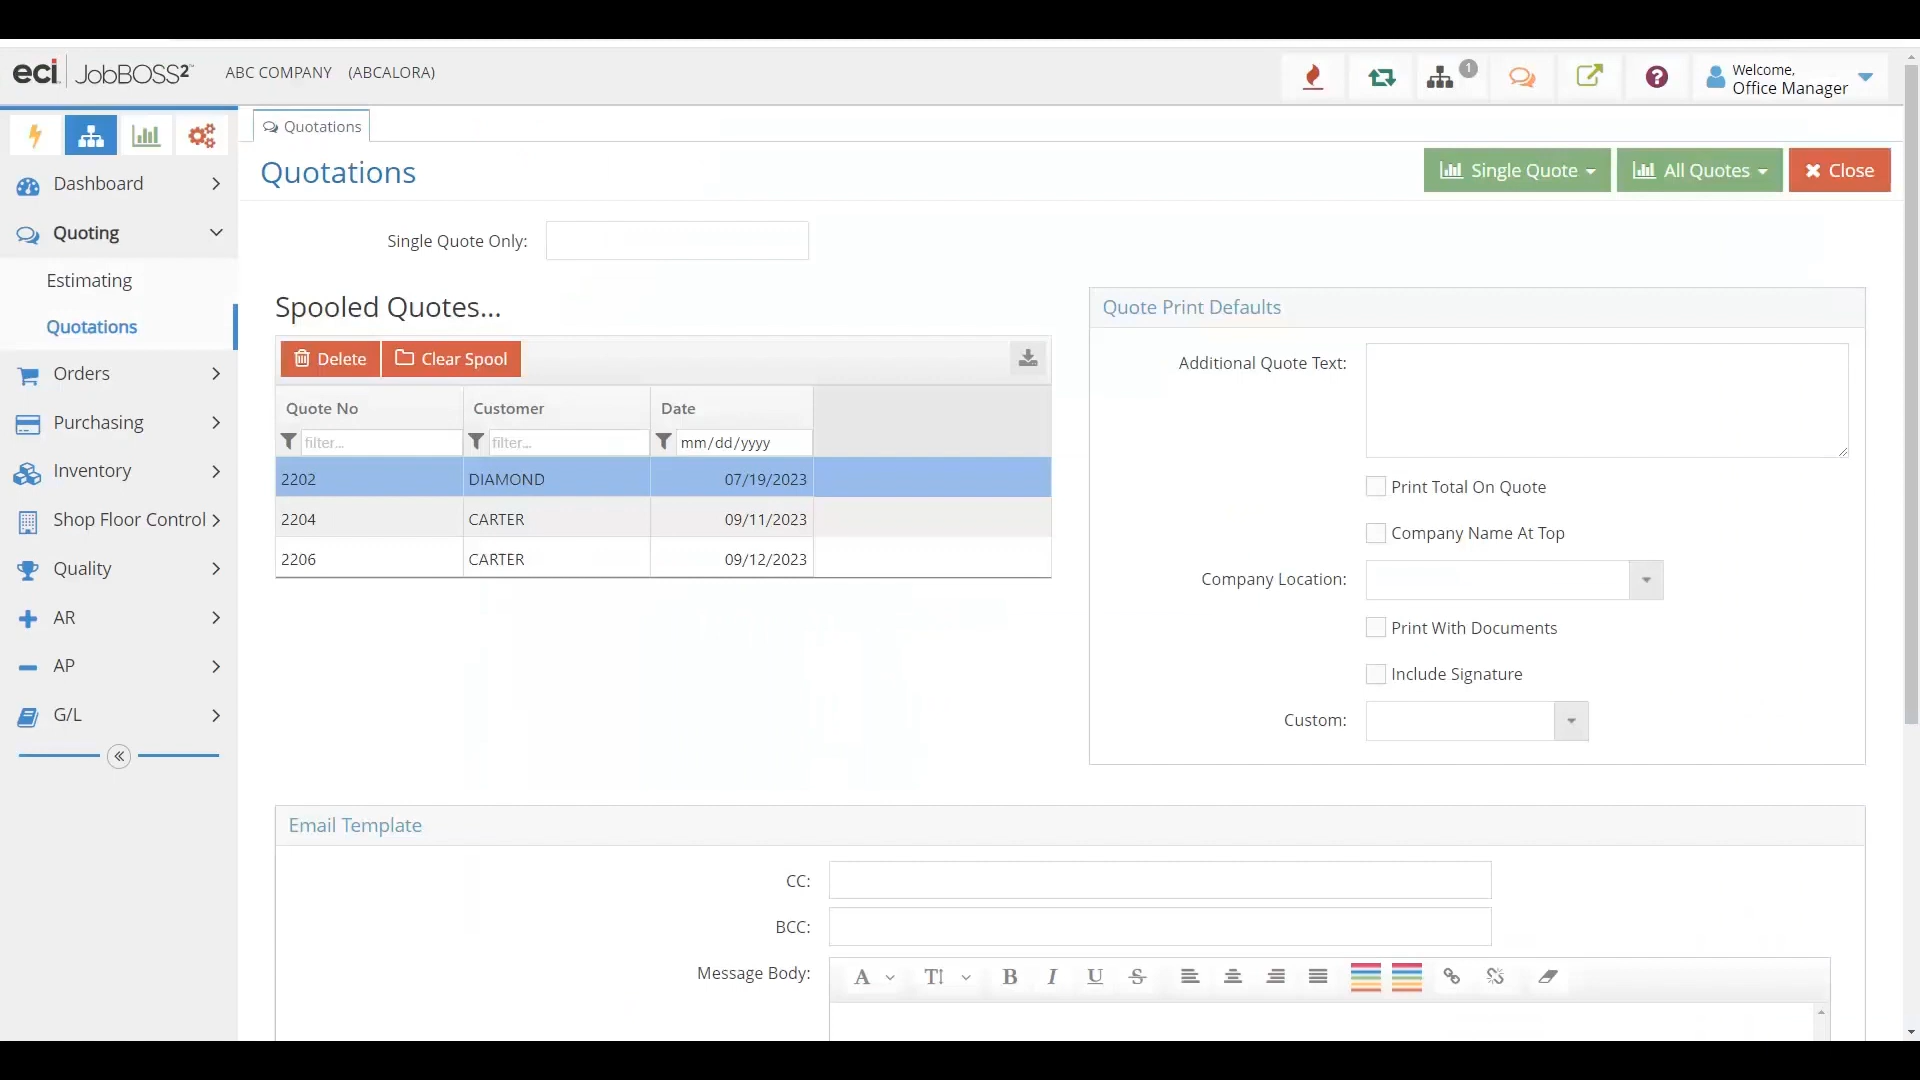 eci JobBOSS² ABC COMPANY (ABCALORA)
1
Welcome,
Office Manager
Quotations
Dashboard
Quoting
Estimating
Quotations
Orders
Purchasing
Inventory
Shop Floor Control
Quality
AR
AP
G/L
Quotations
Single Quote
All Quotes
Close
Single Quote Only:
Spooled Quotes...
Delete
Clear Spool
Quote No Customer Date
filter... filter... mm/dd/yyyy
2202 DIAMOND 07/19/2023
2204 CARTER 09/11/2023
2206 CARTER 09/12/2023
Quote Print Defaults
Additional Quote Text:
Print Total On Quote
Company Name At Top
Company Location:
Print With Documents
Include Signature
Custom:
Email Template
CC:
BCC:
Message Body:
A T B I U S